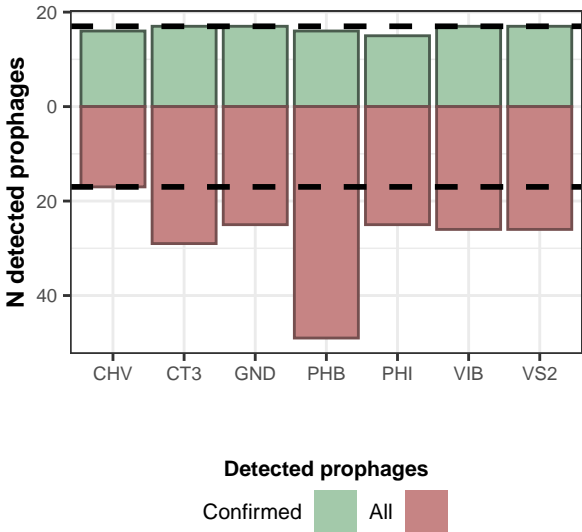 20
0
20
40
N detected prophages
CHV CT3 GND PHB PHI VIB VS2
Detected prophages
Confirmed All